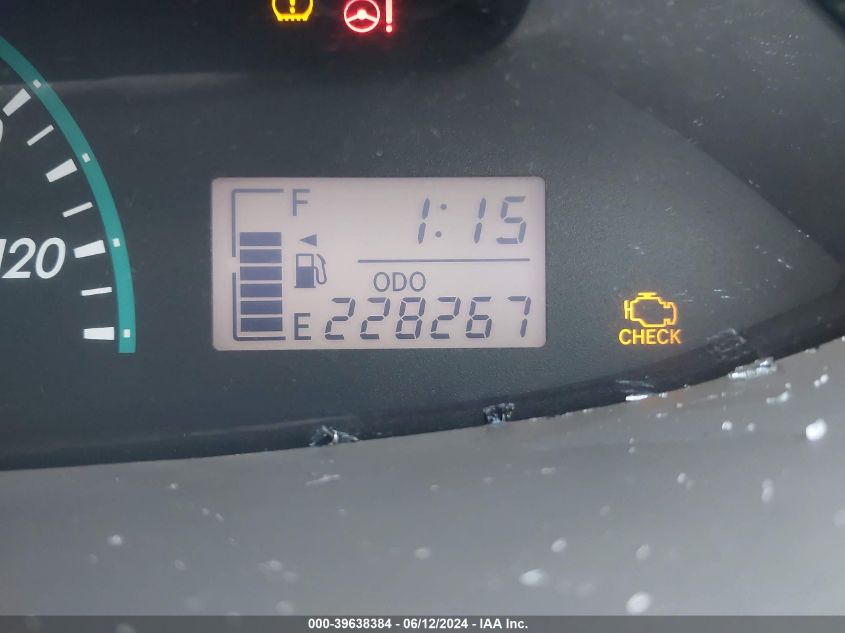 !
F
1:15
120
ODO
E 228267
CHECK
000-39638384 - 06/12/2024 - IAA Inc.